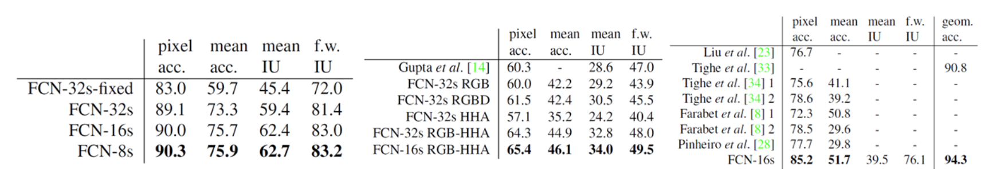 pixel mean mean f.w.
acc. acc. IU IU
FCN-32s-fixed 83.0 59.7 45.4 72.0
FCN-32s 89.1 73.3 59.4 81.4
FCN-16s 90.0 75.7 62.4 83.0
FCN-8s 90.3 75.9 62.7 83.2
pixel mean mean f.w.
acc. acc. IU IU
Gupta et al. [14] 60.3 - 28.6 47.0
FCN-32s RGB 60.0 42.2 29.2 43.9
FCN-32s RGBD 61.5 42.4 30.5 45.5
FCN-32s HHA 57.1 35.2 24.2 40.4
FCN-32s RGB-HHA 64.3 44.9 32.8 48.0
FCN-16s RGB-HHA 65.4 46.1 34.0 49.5
pixel mean mean f.w. geom.
acc. acc. IU IU acc.
Liu et al. [23] 76.7 - - - -
Tighe et al. [33] - - - - 90.8
Tighe et al. [34] 1 75.6 41.1 - - -
Tighe et al. [34] 2 78.6 39.2 - - -
Farabet et al. [8] 1 72.3 50.8 - - -
Farabet et al. [8] 2 78.5 29.6 - - -
Pinheiro et al. [28] 77.7 29.8 - - -
FCN-16s 85.2 51.7 39.5 76.1 94.3